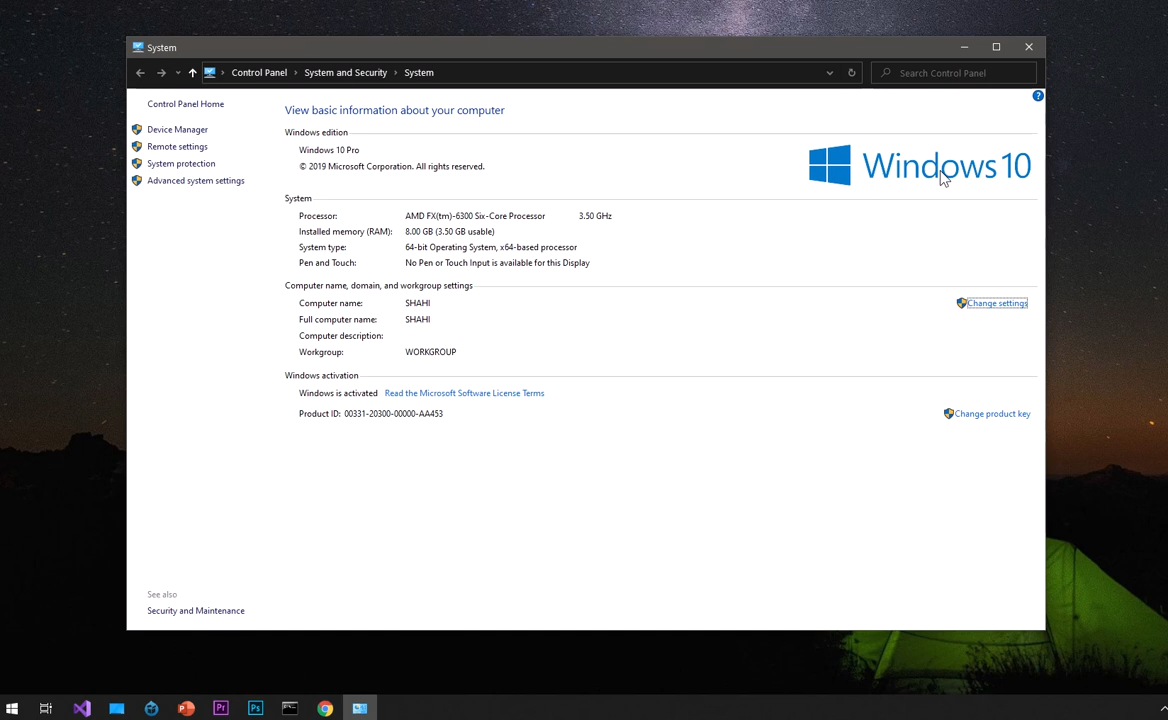 System
Control Panel > System and Security > System
Search Control Panel
?
Control Panel Home
Device Manager
Remote settings
System protection
Advanced system settings
View basic information about your computer
Windows edition
Windows 10 Pro
© 2019 Microsoft Corporation. All rights reserved.
Windows 10
System
Processor: AMD FX(tm)-6300 Six-Core Processor 3.50 GHz
Installed memory (RAM): 8.00 GB (3.50 GB usable)
System type: 64-bit Operating System, x64-based processor
Pen and Touch: No Pen or Touch Input is available for this Display
Computer name, domain, and workgroup settings
Computer name: SHAHI
Change settings
Full computer name: SHAHI
Computer description:
Workgroup: WORKGROUP
Windows activation
Windows is activated Read the Microsoft Software License Terms
Product ID: 00331-20300-00000-AA453
Change product key
See also
Security and Maintenance
Pr
Ps